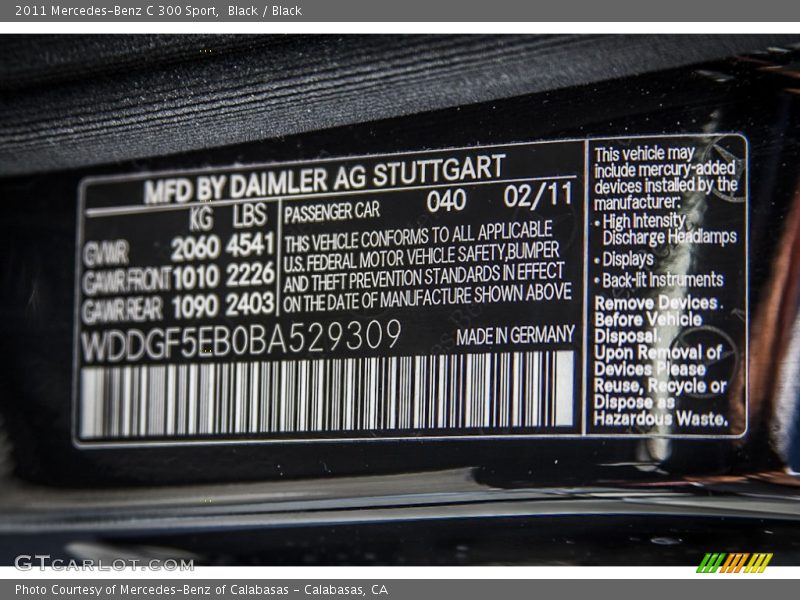 2011 Mercedes-Benz C 300 Sport,  Black / Black
MFD BY DAIMLER AG STUTTGART
KG LBS
GVWR 2060 4541
GAWR FRONT 1010 2226
GAWR REAR 1090 2403
PASSENGER CAR 040 02/11
THIS VEHICLE CONFORMS TO ALL APPLICABLE
U.S. FEDERAL MOTOR VEHICLE SAFETY,BUMPER
AND THEFT PREVENTION STANDARDS IN EFFECT
ON THE DATE OF MANUFACTURE SHOWN ABOVE
WDDGF5EB0BA529309
MADE IN GERMANY
This vehicle may
include mercury-added
devices installed by the
manufacturer:
• High Intensity
Discharge Headlamps
• Displays
• Back-lit Instruments
Remove Devices
Before Vehicle
Disposal.
Upon Removal of
Devices Please
Reuse, Recycle or
Dispose as
Hazardous Waste.
GTCARLOT.COM
Photo Courtesy of Mercedes-Benz of Calabasas - Calabasas, CA